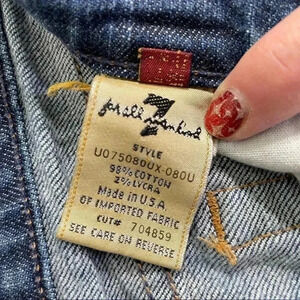 for all 7 mankind
STYLE
U075080UX-080U
98% COTTON
2% LYCRA
Made in U.S.A
OF IMPORTED FABRIC
CUT# 704859
SEE CARE ON REVERSE